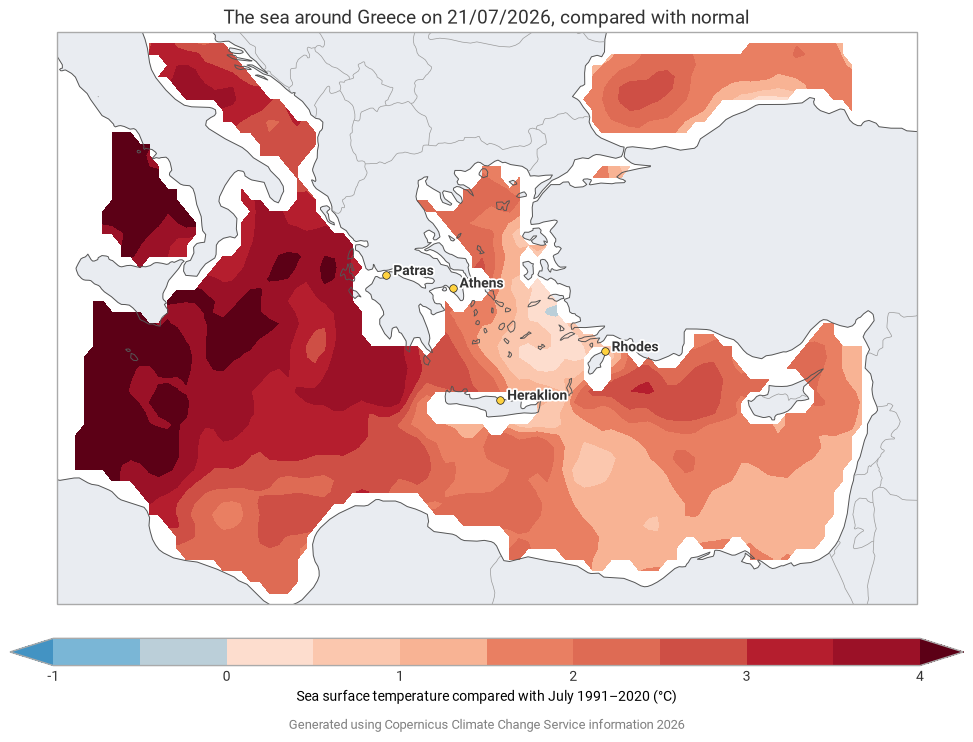 The sea around Greece on 21/07/2026, compared with normal
Patras
Athens
Rhodes
Heraklion
-1 0 1 2 3 4
Sea surface temperature compared with July 1991–2020 (°C)
Generated using Copernicus Climate Change Service information 2026